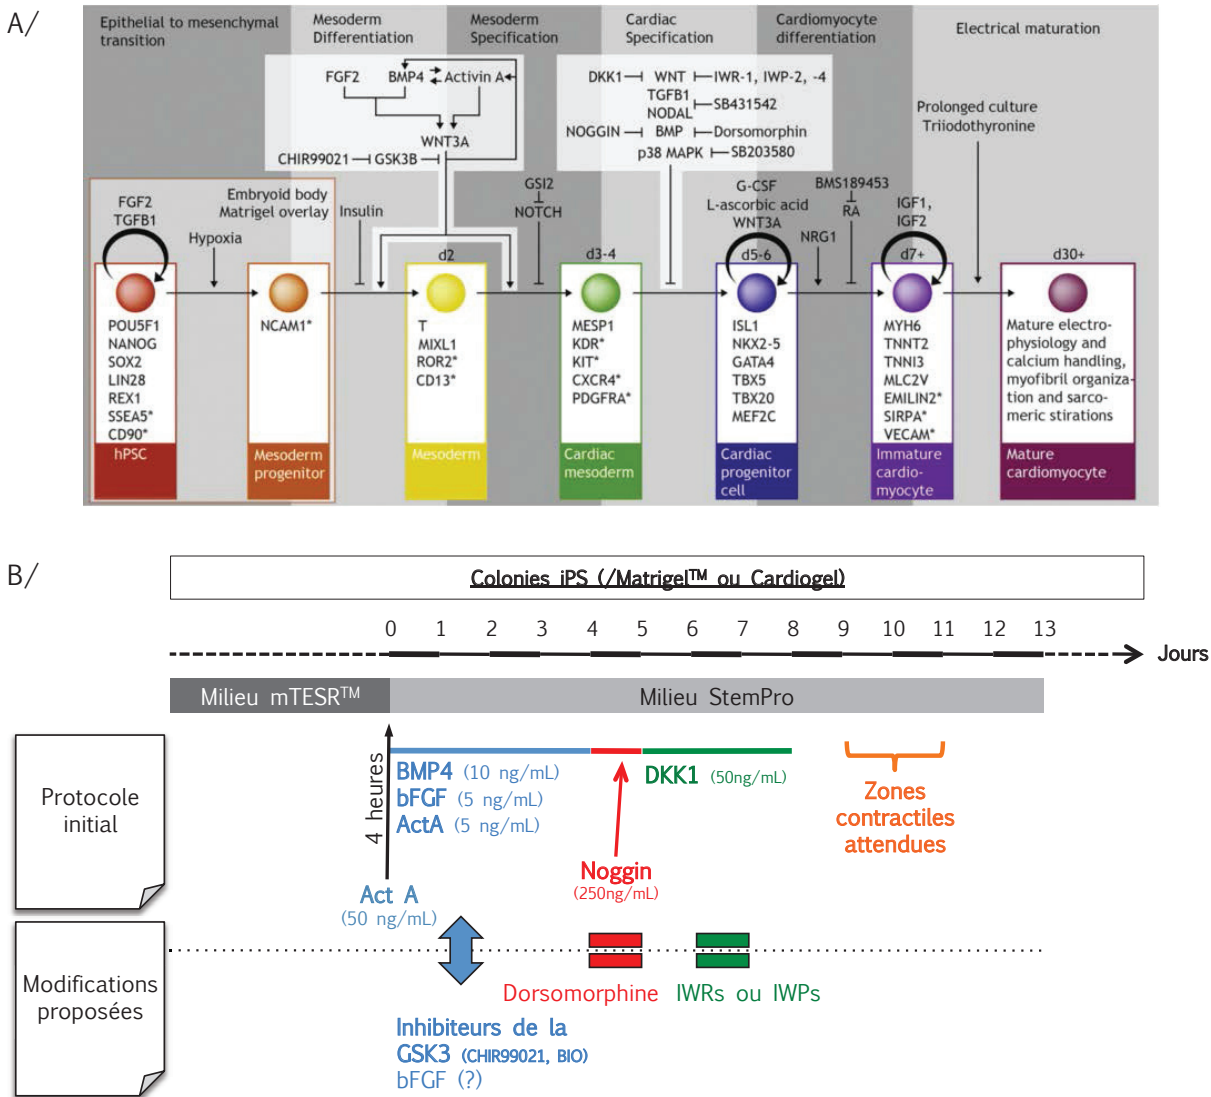 A/
Epithelial to mesenchymal
transition
Mesoderm
Differentiation
Mesoderm
Specification
Cardiac
Specification
Cardiomyocyte
differentiation
Electrical maturation
FGF2
BMP4
Activin A
WNT3A
CHIR99021
GSK3B
DKK1
WNT
IWR-1, IWP-2, -4
TGFB1
NODAL
SB431542
NOGGIN
BMP
Dorsomorphin
p38 MAPK
SB203580
Prolonged culture
Triiodothyronine
FGF2
TGFB1
Hypoxia
Embryoid body
Matrigel overlay
Insulin
GSI2
NOTCH
G-CSF
L-ascorbic acid
WNT3A
NRG1
BMS189453
RA
IGF1,
IGF2
d2
d3-4
d5-6
d7+
d30+
POU5F1
NANOG
SOX2
LIN28
REX1
SSEA5*
CD90*
hPSC
NCAM1*
Mesoderm
progenitor
T
MIXL1
ROR2*
CD13*
Mesoderm
MESP1
KDR*
KIT*
CXCR4*
PDGFRA*
Cardiac
mesoderm
ISL1
NKX2-5
GATA4
TBX5
TBX20
MEF2C
Cardiac
progenitor
cell
MYH6
TNNT2
TNNI3
MLC2V
EMILIN2*
SIRPA*
VECAM*
Immature
cardio-
myocyte
Mature electro-
physiology and
calcium handling,
myofibril organiza-
tion and sarco-
meric stirations
Mature
cardiomyocyte
B/
Colonies iPS (/Matrigel™ ou Cardiogel)
0 1 2 3 4 5 6 7 8 9 10 11 12 13
Jours
Milieu mTESR™
Milieu StemPro
Protocole
initial
4 heures
Act A
(50 ng/mL)
BMP4 (10 ng/mL)
bFGF (5 ng/mL)
ActA (5 ng/mL)
Noggin
(250ng/mL)
DKK1 (50ng/mL)
Zones
contractiles
attendues
Modifications
proposées
Dorsomorphine
IWRs ou IWPs
Inhibiteurs de la
GSK3 (CHIR99021, BIO)
bFGF (?)